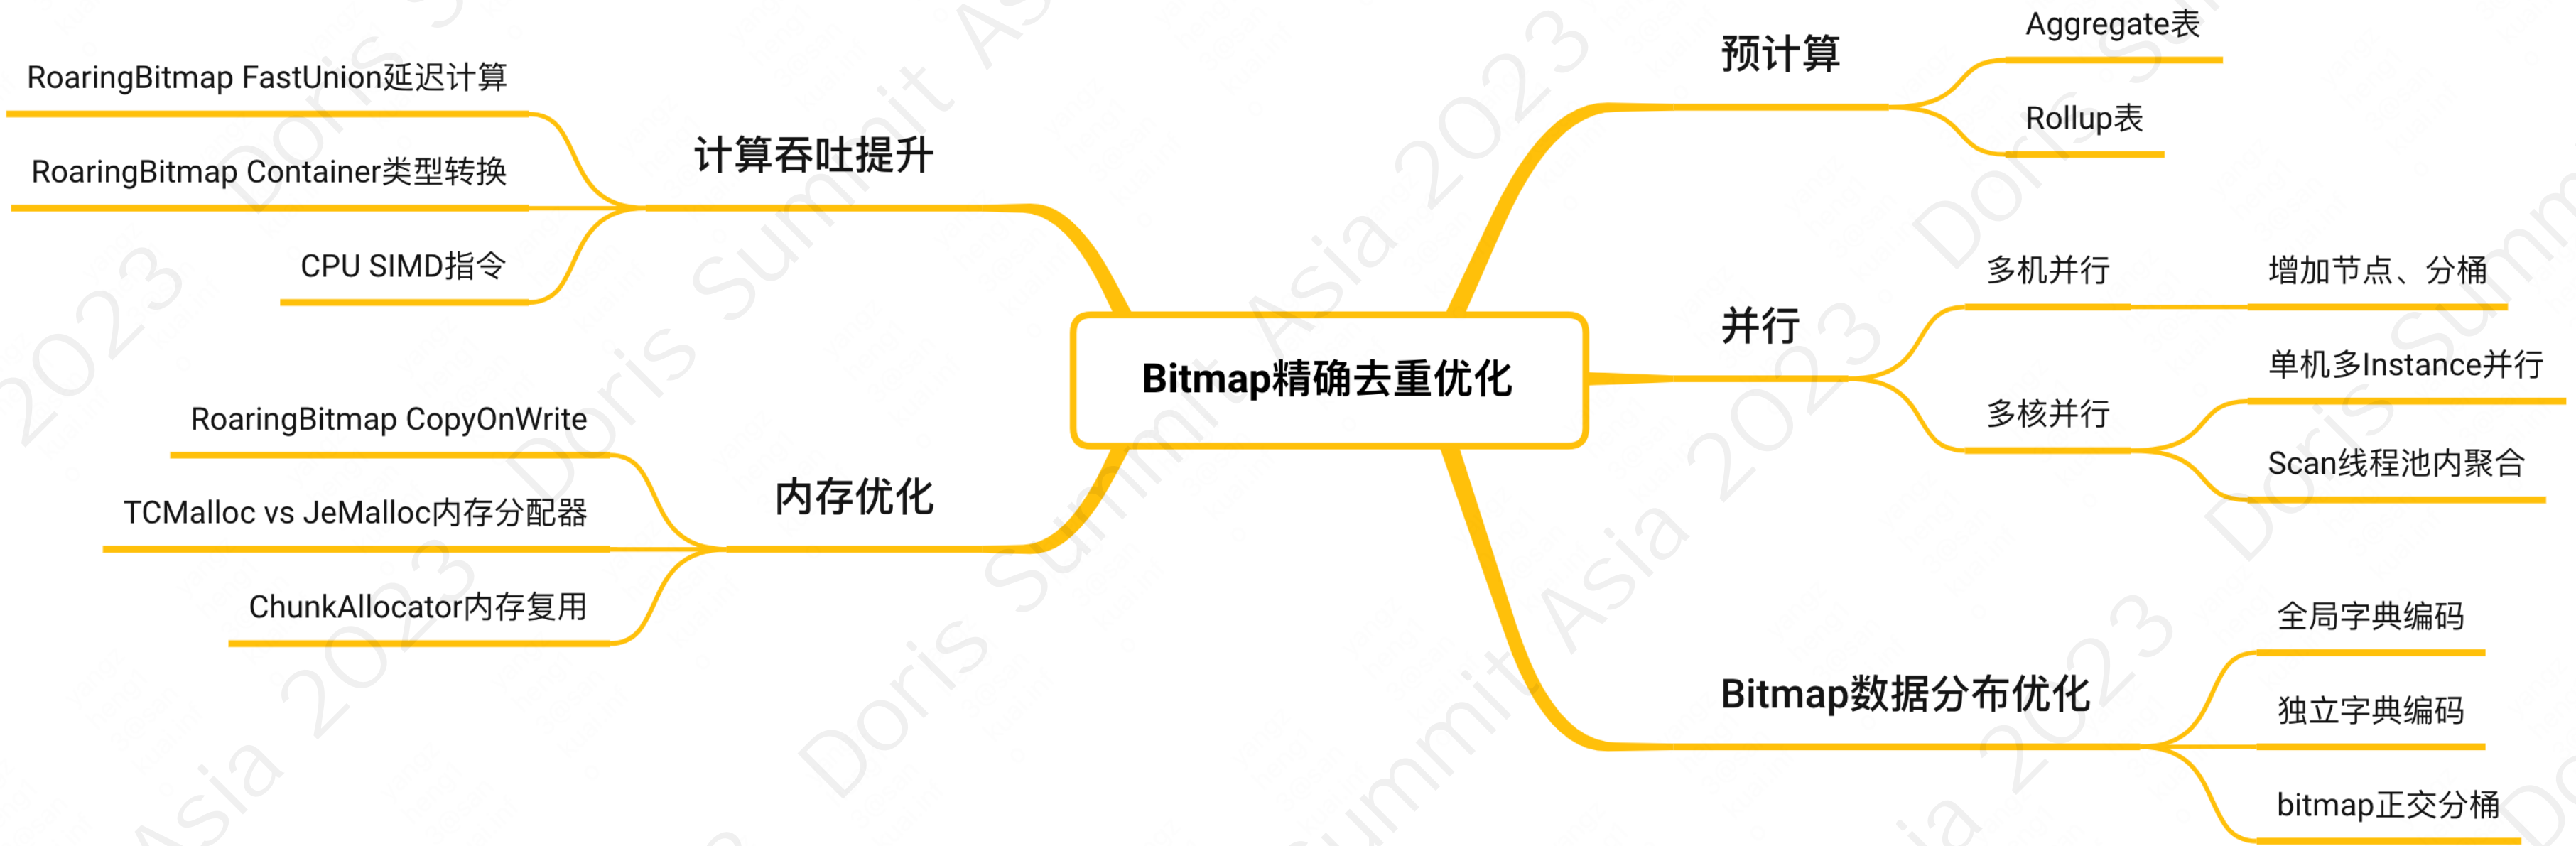 Bitmap精确去重优化
计算吞吐提升
RoaringBitmap FastUnion延迟计算
RoaringBitmap Container类型转换
CPU SIMD指令
内存优化
RoaringBitmap CopyOnWrite
TCMalloc vs JeMalloc内存分配器
ChunkAllocator内存复用
预计算
Aggregate表
Rollup表
并行
多机并行
增加节点、分桶
多核并行
单机多Instance并行
Scan线程池内聚合
Bitmap数据分布优化
全局字典编码
独立字典编码
bitmap正交分桶
Doris Summit Asia 2023